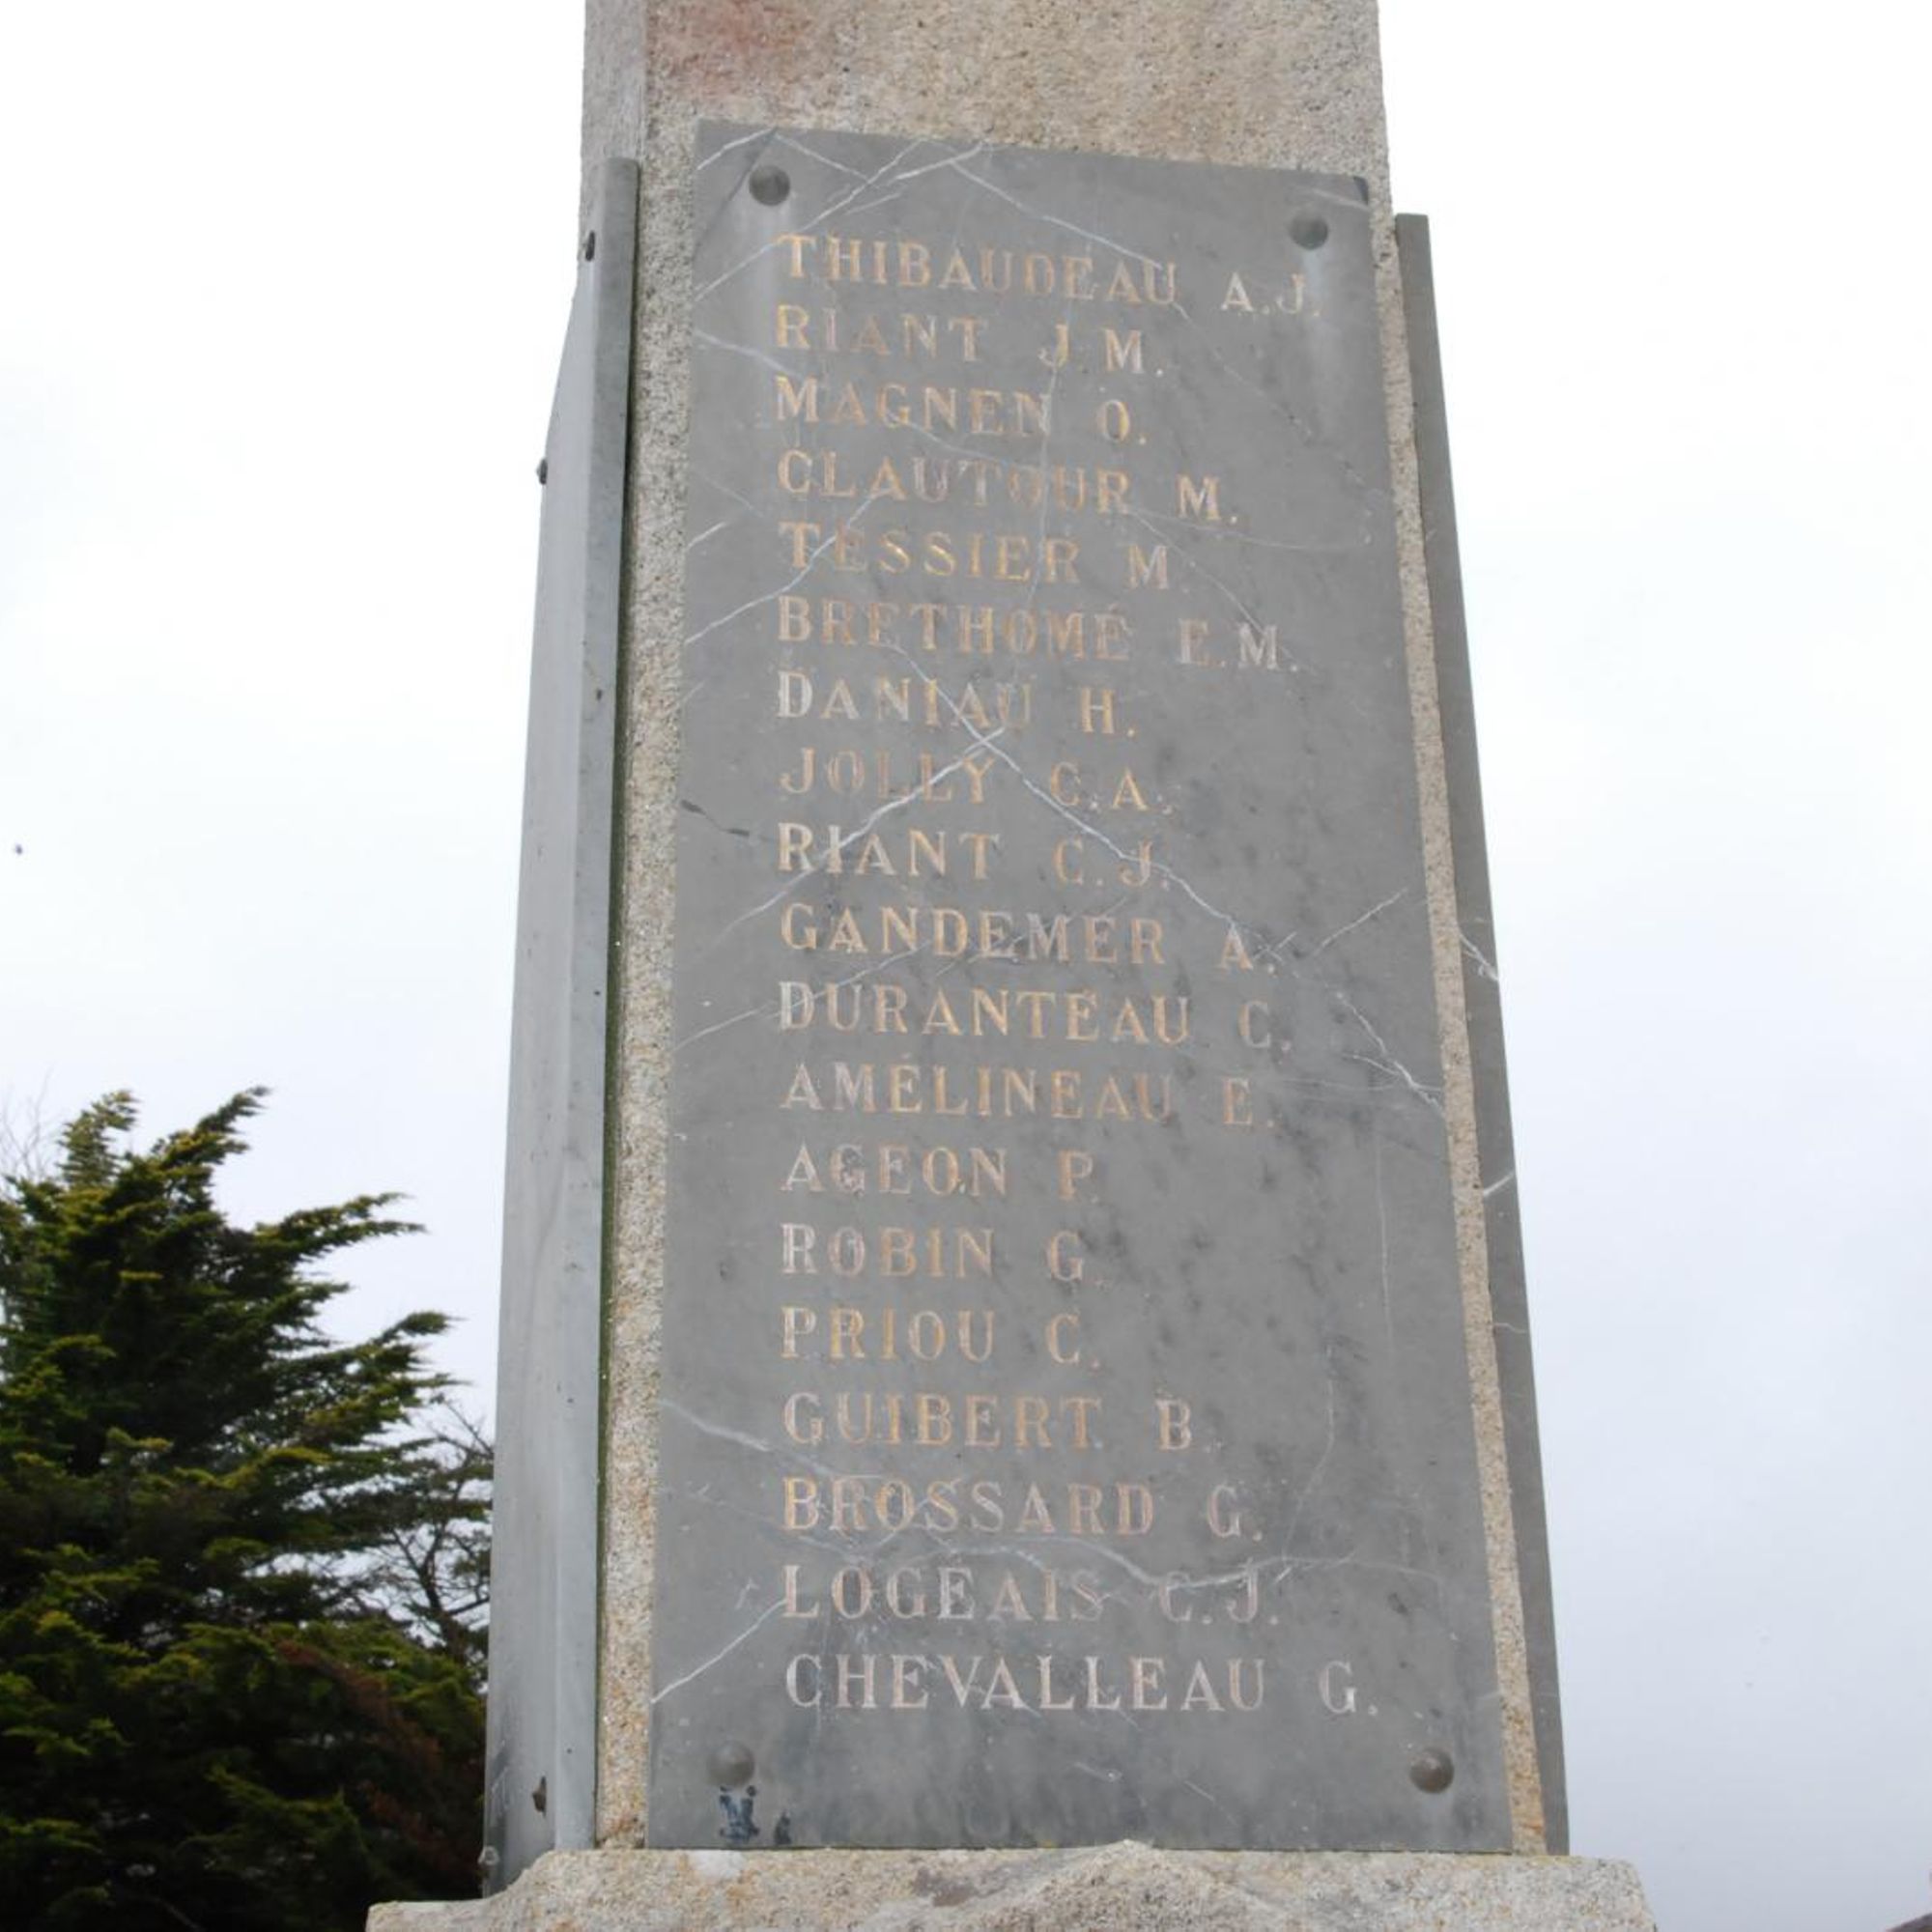 THIBAUDEAU A.J.
RIANT J.M.
MAGNEN O.
CLAUTOUR M.
TESSIER M.
BRETHOMÉ E.M.
DANIAU H.
JOLLY C.A.
RIANT C.J.
GANDEMER A.
DURANTEAU C.
AMÉLINEAU E.
AGEON P.
ROBIN G.
PRIOU C.
GUIBERT B.
BROSSARD G.
LOGEAIS C.J.
CHEVALLEAU G.